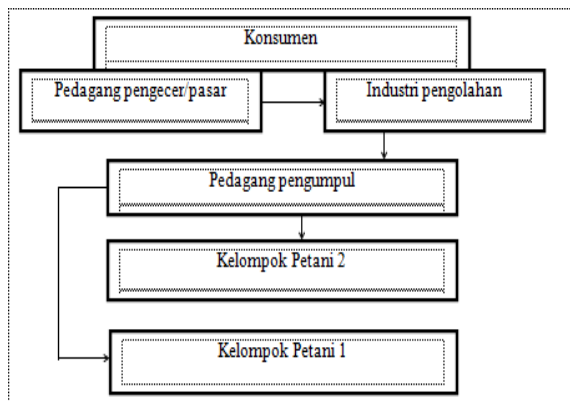 Konsumen
Pedagang pengecer/pasar
Industri pengolahan
Pedagang pengumpul
Kelompok Petani 2
Kelompok Petani 1